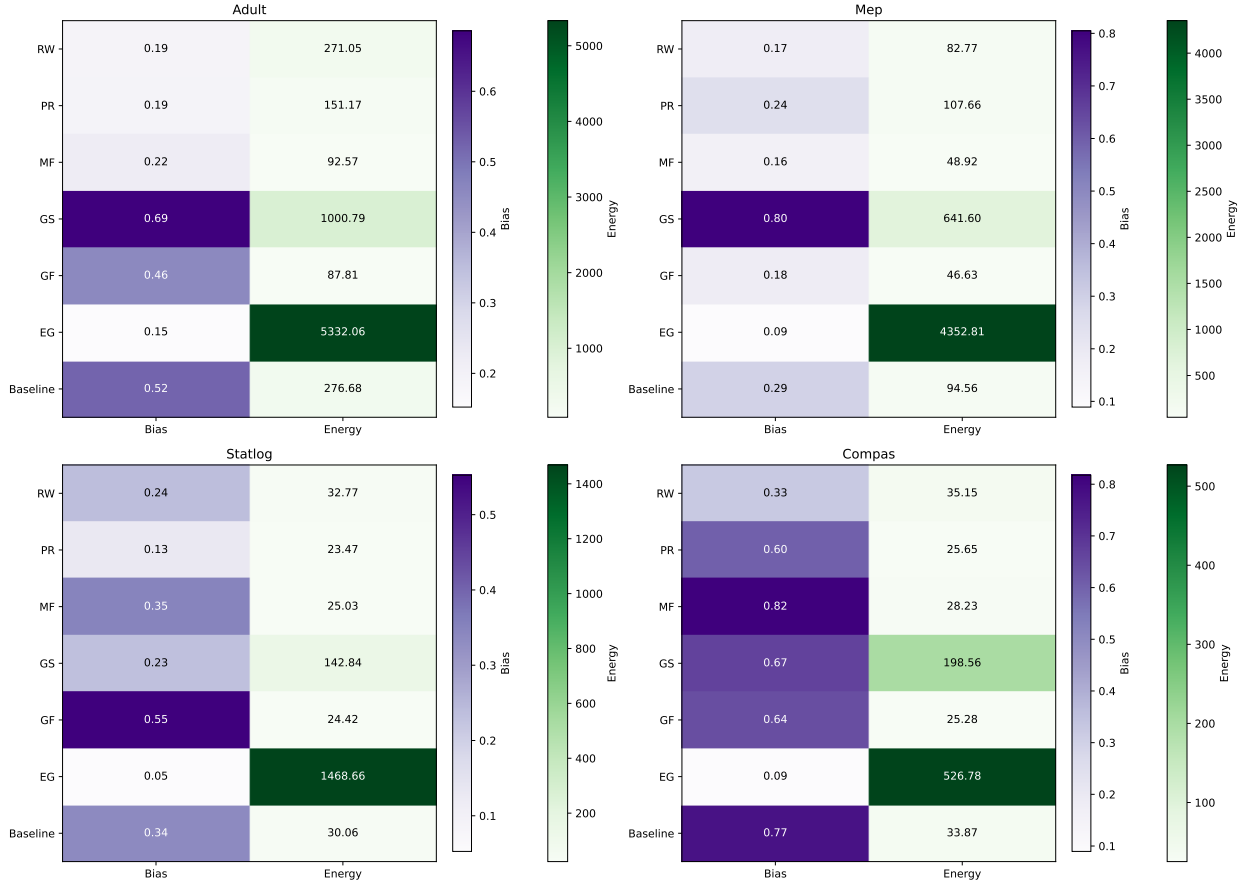 Adult
RW 0.19 271.05
PR 0.19 151.17
MF 0.22 92.57
GS 0.69 1000.79
GF 0.46 87.81
EG 0.15 5332.06
Baseline 0.52 276.68
Bias Energy
0.6
0.5
0.4
0.3
0.2
Bias
5000
4000
3000
2000
1000
Energy
Mep
RW 0.17 82.77
PR 0.24 107.66
MF 0.16 48.92
GS 0.80 641.60
GF 0.18 46.63
EG 0.09 4352.81
Baseline 0.29 94.56
Bias Energy
0.8
0.7
0.6
0.5
0.4
0.3
0.2
0.1
Bias
4000
3500
3000
2500
2000
1500
1000
500
Energy
Statlog
RW 0.24 32.77
PR 0.13 23.47
MF 0.35 25.03
GS 0.23 142.84
GF 0.55 24.42
EG 0.05 1468.66
Baseline 0.34 30.06
Bias Energy
0.5
0.4
0.3
0.2
0.1
Bias
1400
1200
1000
800
600
400
200
Energy
Compas
RW 0.33 35.15
PR 0.60 25.65
MF 0.82 28.23
GS 0.67 198.56
GF 0.64 25.28
EG 0.09 526.78
Baseline 0.77 33.87
Bias Energy
0.8
0.7
0.6
0.5
0.4
0.3
0.2
0.1
Bias
500
400
300
200
100
Energy